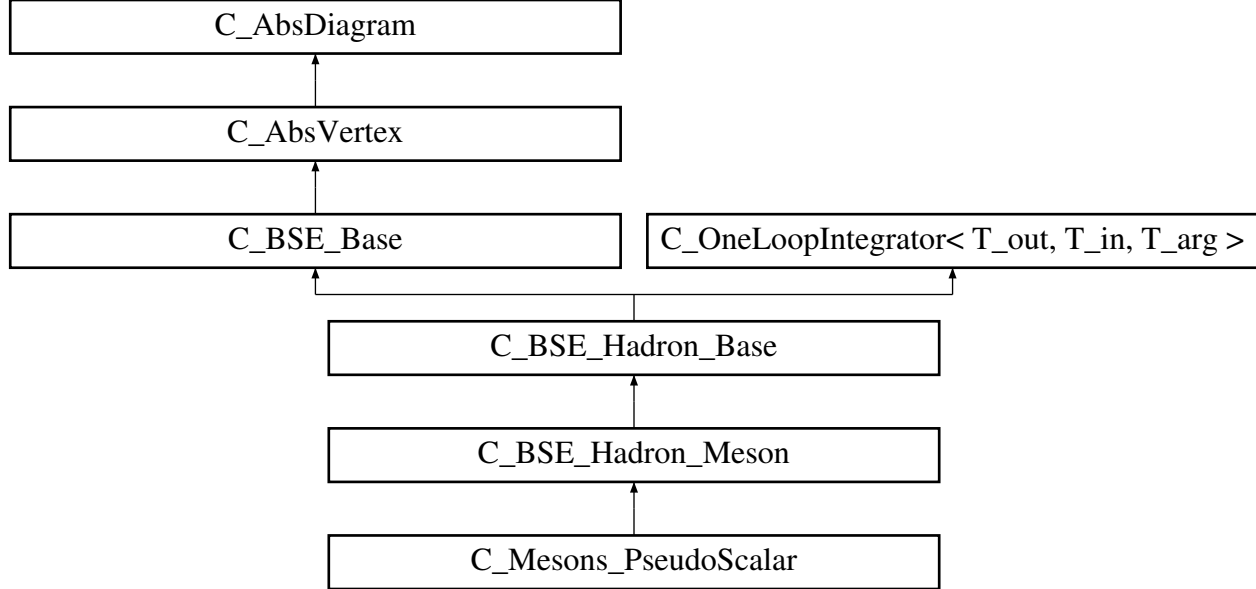 C_AbsDiagram
C_AbsVertex
C_BSE_Base
C_OneLoopIntegrator< T_out, T_in, T_arg >
C_BSE_Hadron_Base
C_BSE_Hadron_Meson
C_Mesons_PseudoScalar